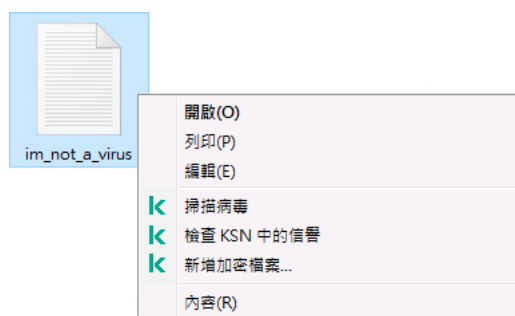 im_not_a_virus
開啟(O)
列印(P)
編輯(E)
掃描病毒
檢查 KSN 中的信譽
新增加密檔案...
內容(R)